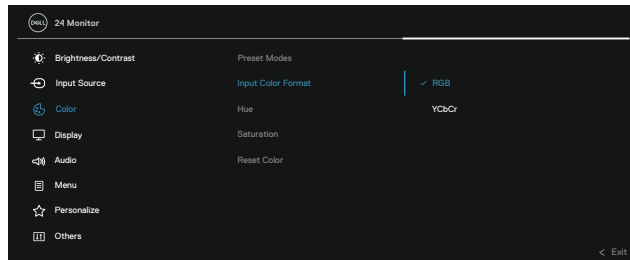 DELL 24 Monitor
Brightness/Contrast Preset Modes
Input Source Input Color Format ✓ RGB
Color Hue YCbCr
Display Saturation
Audio Reset Color
Menu
Personalize
Others
< Exit